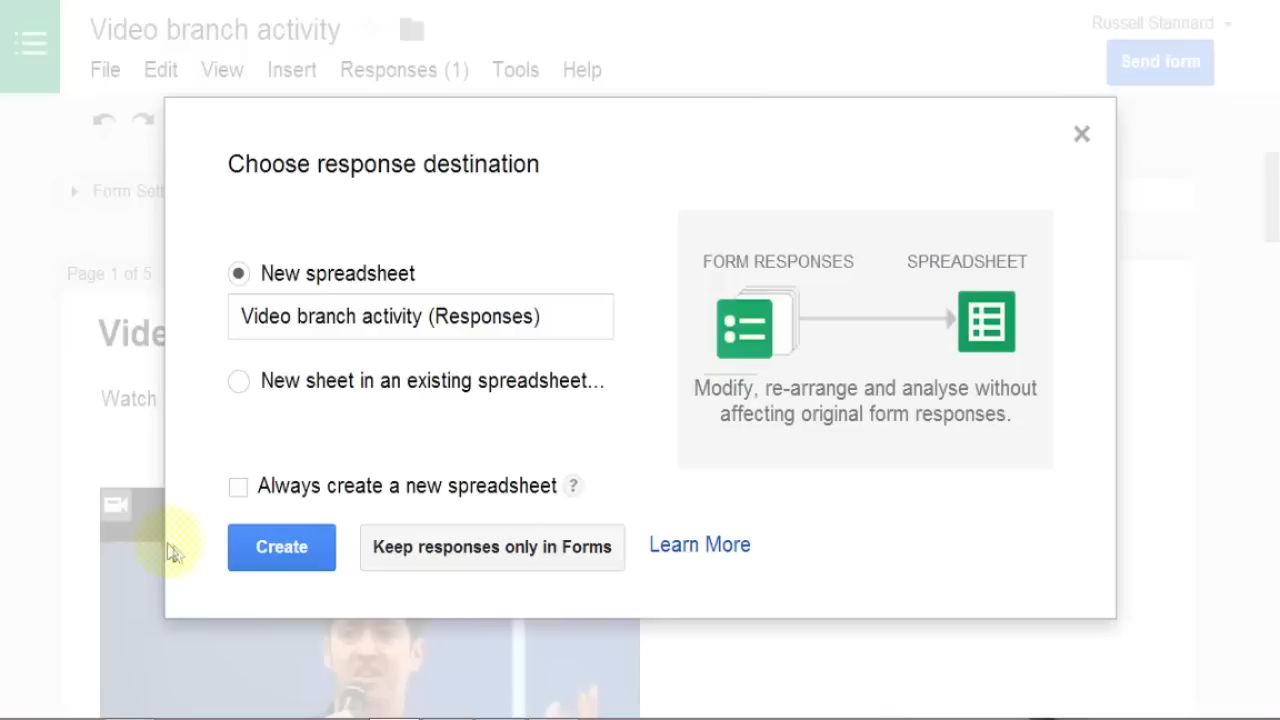 Video branch activity
Russell Stannard
File Edit View Insert Responses (1) Tools Help
Send form
Choose response destination
Form Sett
New spreadsheet
Video branch activity (Responses)
New sheet in an existing spreadsheet...
FORM RESPONSES SPREADSHEET
Modify, re-arrange and analyse without
affecting original form responses.
Page 1 of 5
Vide
Watch
Always create a new spreadsheet ?
Create
Keep responses only in Forms
Learn More